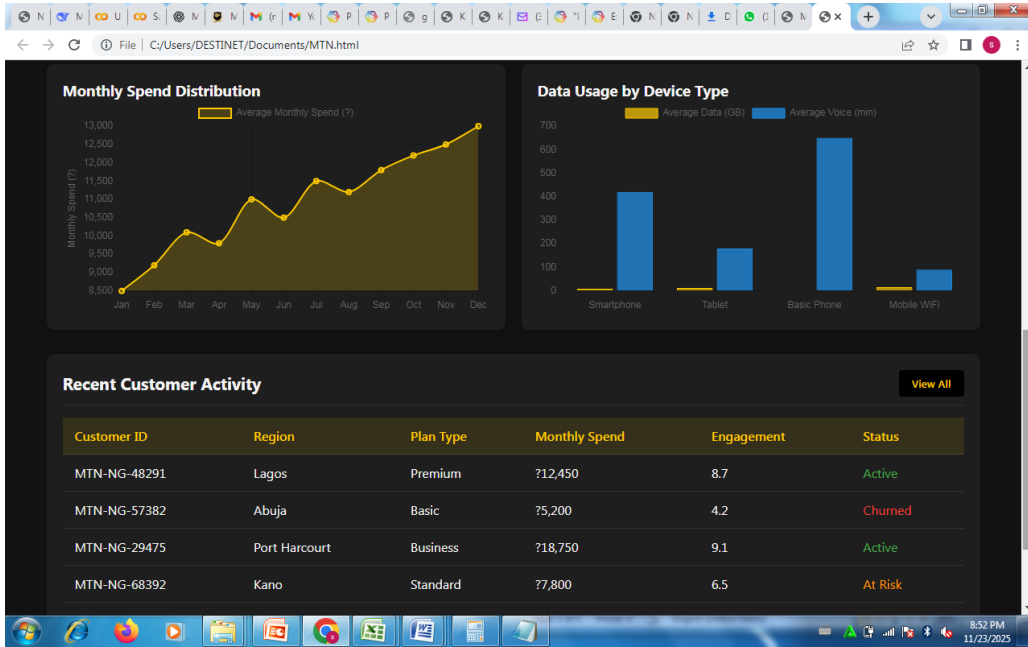 File C:/Users/DESTINET/Documents/MTN.html
Monthly Spend Distribution
Average Monthly Spend (?)
Monthly Spend (?)
13,000
12,500
12,000
11,500
11,000
10,500
10,000
9,500
9,000
8,500
Jan Feb Mar Apr May Jun Jul Aug Sep Oct Nov Dec
Data Usage by Device Type
Average Data (GB) Average Voice (min)
700
600
500
400
300
200
100
0
Smartphone Tablet Basic Phone Mobile WiFi
Recent Customer Activity
View All
Customer ID Region Plan Type Monthly Spend Engagement Status
MTN-NG-48291 Lagos Premium ?12,450 8.7 Active
MTN-NG-57382 Abuja Basic ?5,200 4.2 Churned
MTN-NG-29475 Port Harcourt Business ?18,750 9.1 Active
MTN-NG-68392 Kano Standard ?7,800 6.5 At Risk
8:52 PM
11/23/2025